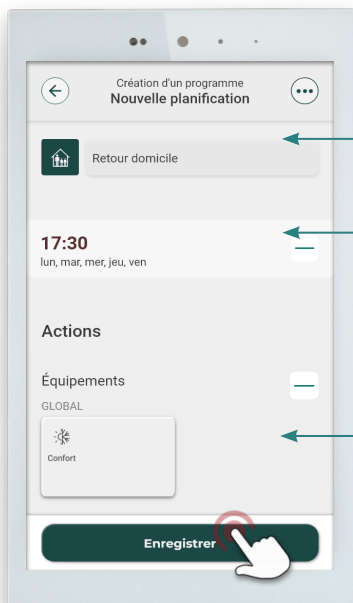 Création d'un programme
Nouvelle planification
Retour domicile
17:30
lun, mar, mer, jeu, ven
Actions
Équipements
GLOBAL
Confort
Enregistrer